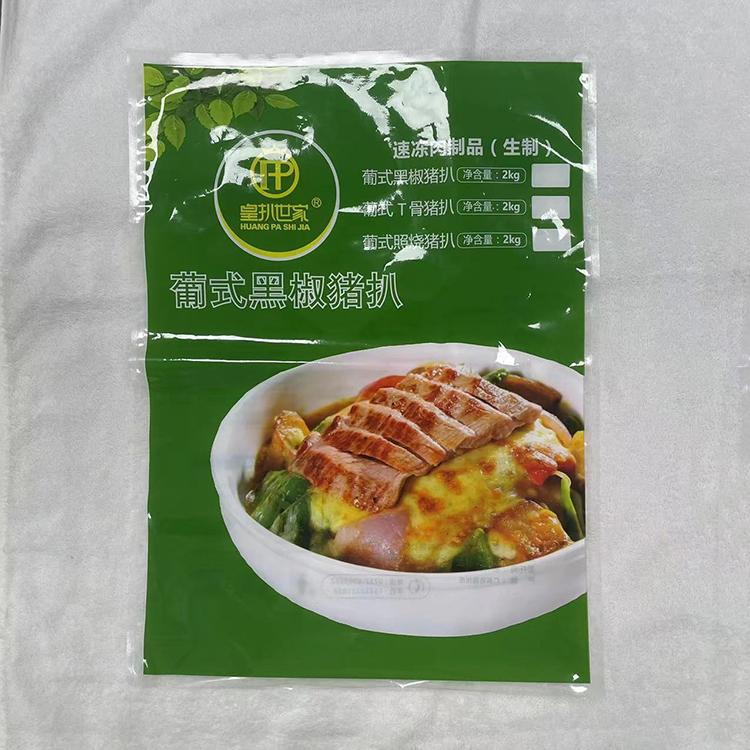 速冻肉制品（生制）
葡式黑椒猪扒 净含量：2kg
葡式T骨猪扒 净含量：2kg
葡式照烧猪扒 净含量：2kg
HP
皇扒世家®
HUANG PA SHI JIA
葡式黑椒猪扒